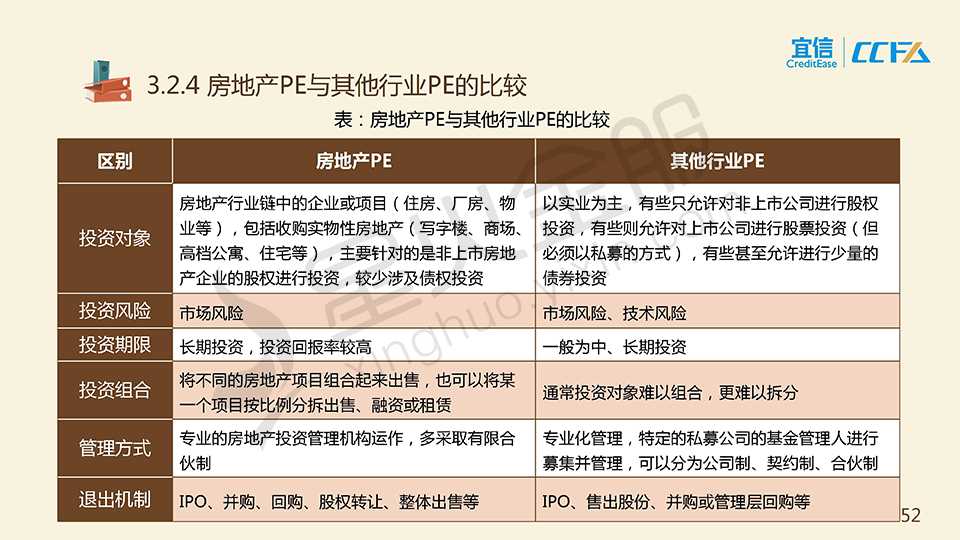 宜信
CreditEase
CCFA
3.2.4 房地产PE与其他行业PE的比较
表：房地产PE与其他行业PE的比较
区别
房地产PE
其他行业PE
投资对象
房地产行业链中的企业或项目（住房、厂房、物
业等），包括收购实物性房地产（写字楼、商场、
高档公寓、住宅等），主要针对的是非上市房地
产企业的股权进行投资，较少涉及债权投资
以实业为主，有些只允许对非上市公司进行股权
投资，有些则允许对上市公司进行股票投资（但
必须以私募的方式），有些甚至允许进行少量的
债券投资
投资风险
市场风险
市场风险、技术风险
投资期限
长期投资，投资回报率较高
一般为中、长期投资
投资组合
将不同的房地产项目组合起来出售，也可以将某
一个项目按比例分拆出售、融资或租赁
通常投资对象难以组合，更难以拆分
管理方式
专业的房地产投资管理机构运作，多采取有限合
伙制
专业化管理，特定的私募公司的基金管理人进行
募集并管理，可以分为公司制、契约制、合伙制
退出机制
IPO、并购、回购、股权转让、整体出售等
IPO、售出股份、并购或管理层回购等
52